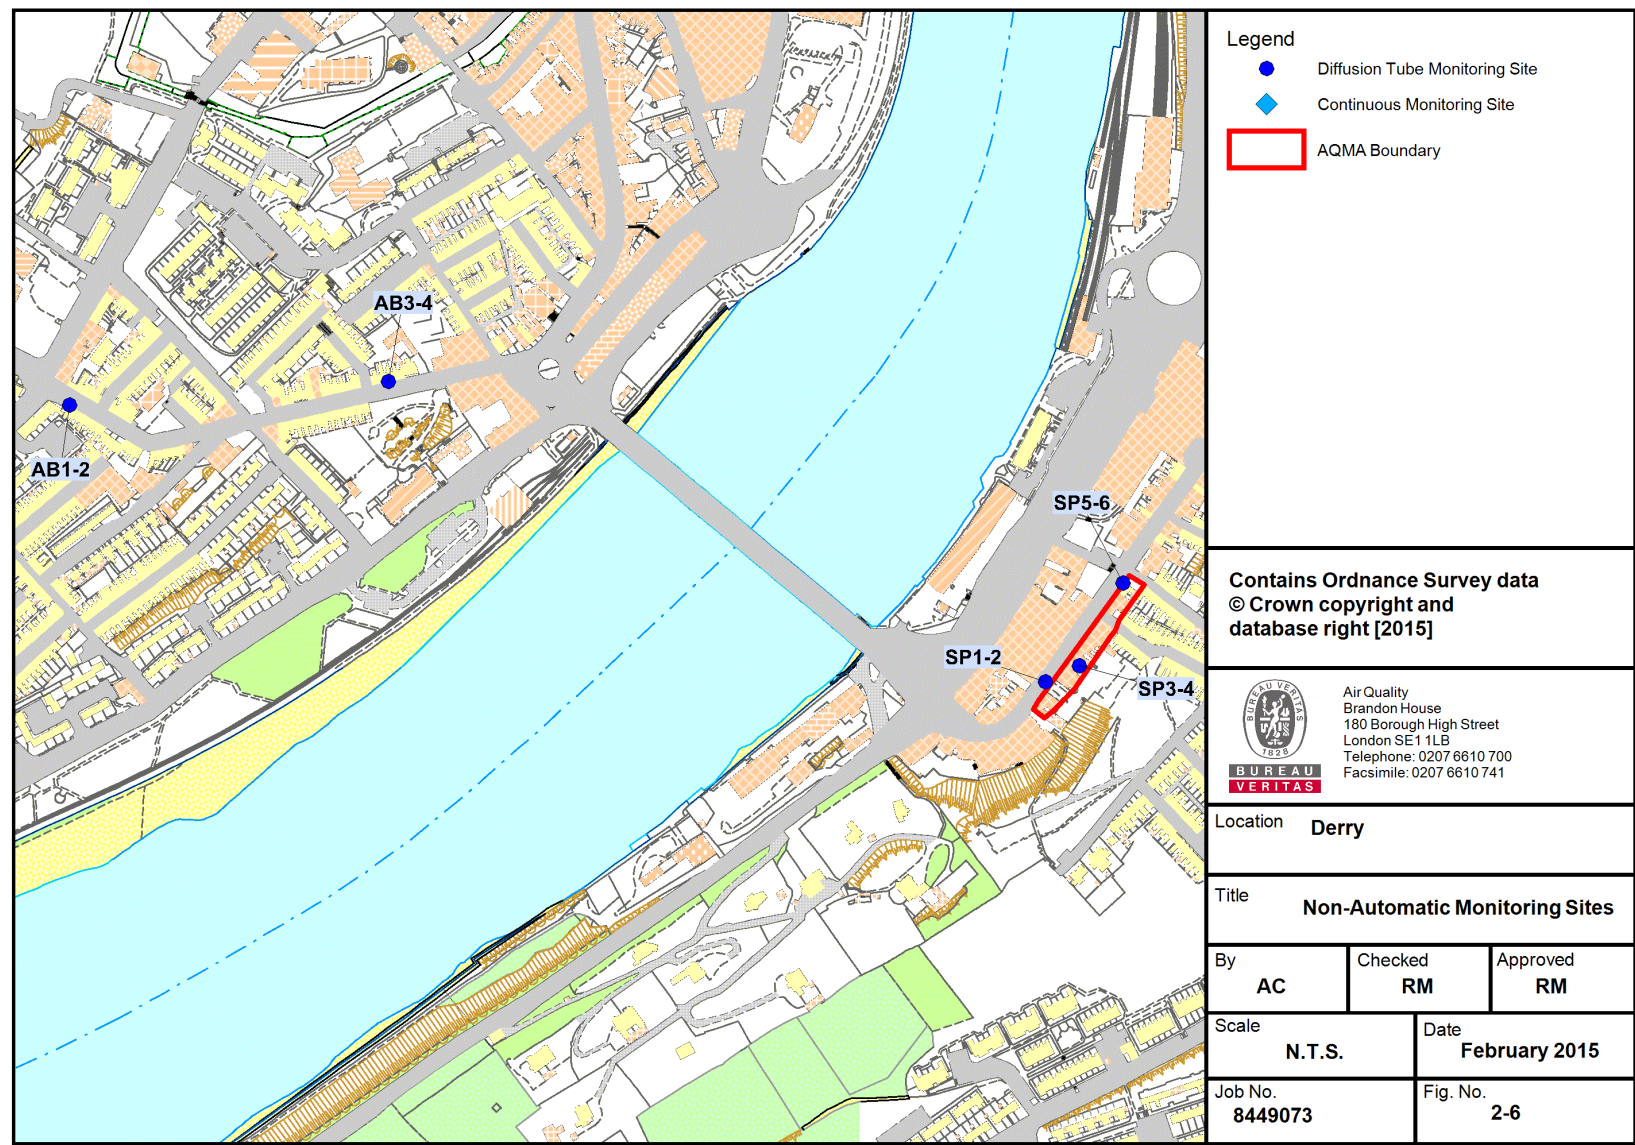 AB3-4
AB1-2
SP5-6
SP1-2
SP3-4
Legend
Diffusion Tube Monitoring Site
Continuous Monitoring Site
AQMA Boundary
Contains Ordnance Survey data
© Crown copyright and
database right [2015]
BUREAU VERITAS
1828
BUREAU
VERITAS
Air Quality
Brandon House
180 Borough High Street
London SE1 1LB
Telephone: 0207 6610 700
Facsimile: 0207 6610 741
Location Derry
Title Non-Automatic Monitoring Sites
By Checked Approved
AC RM RM
Scale Date
N.T.S. February 2015
Job No. Fig. No.
8449073 2-6